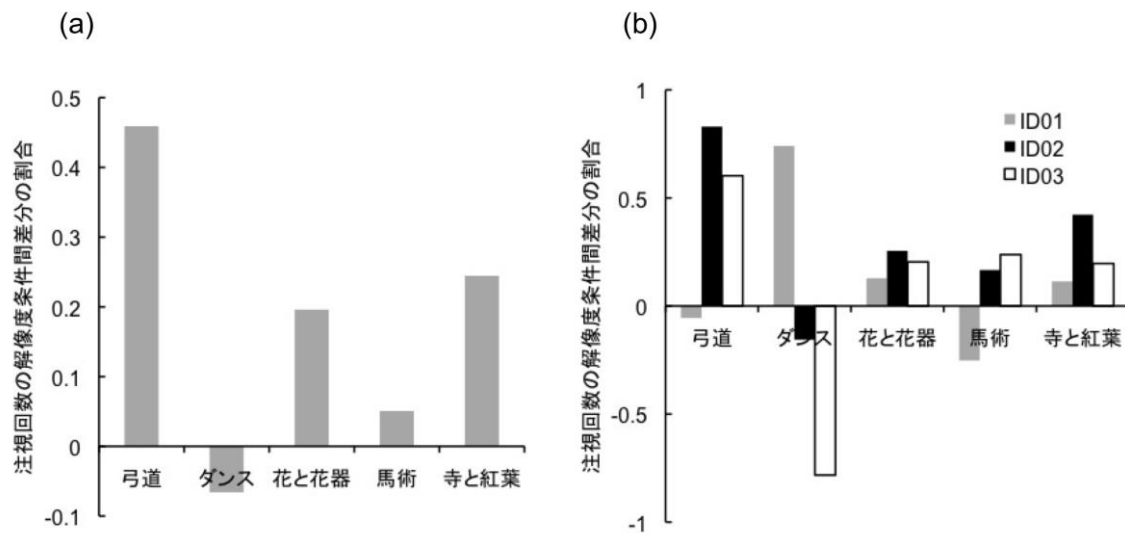 (a)
注視回数の解像度条件間差分の割合
0.5
0.4
0.3
0.2
0.1
0
-0.1
弓道 ダンス 花と花器 馬術 寺と紅葉
(b)
注視回数の解像度条件間差分の割合
1
0.5
0
-0.5
-1
ID01
ID02
ID03
弓道 ダンス 花と花器 馬術 寺と紅葉